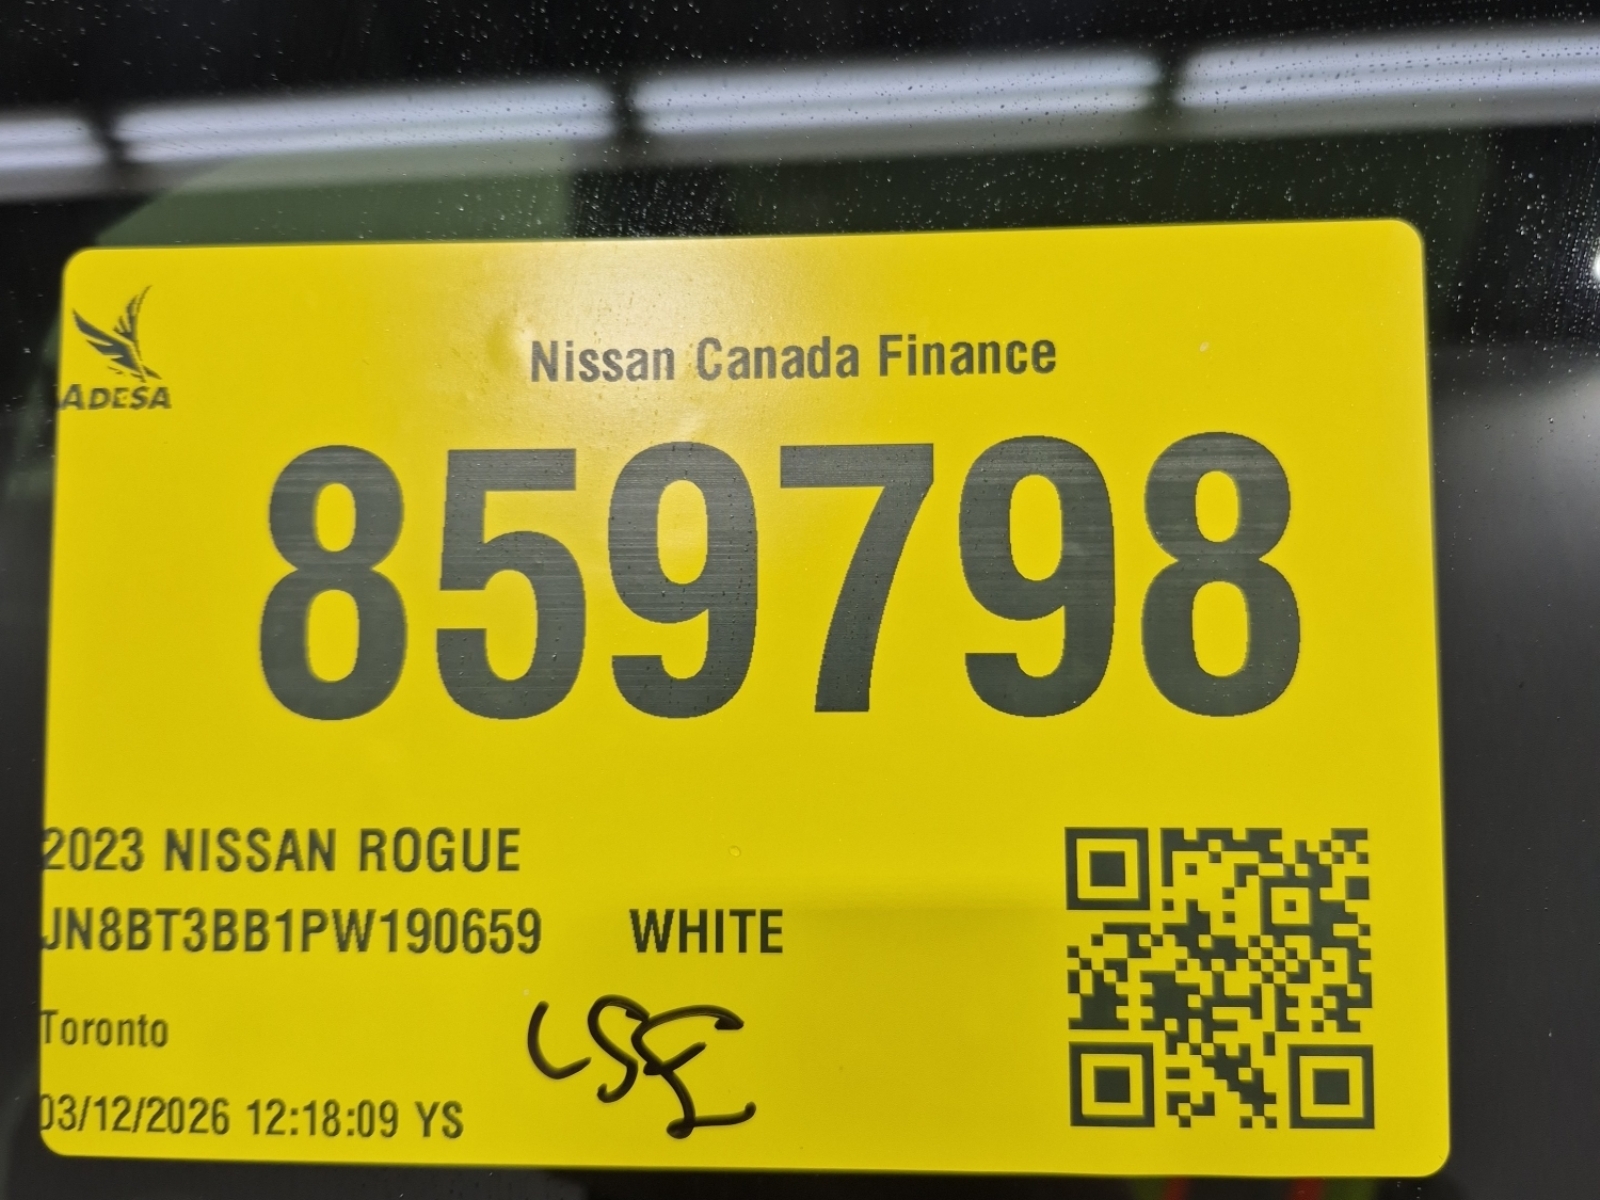 ADESA
Nissan Canada Finance
859798
2023 NISSAN ROGUE
JN8BT3BB1PW190659 WHITE
Toronto
03/12/2026 12:18:09 YS